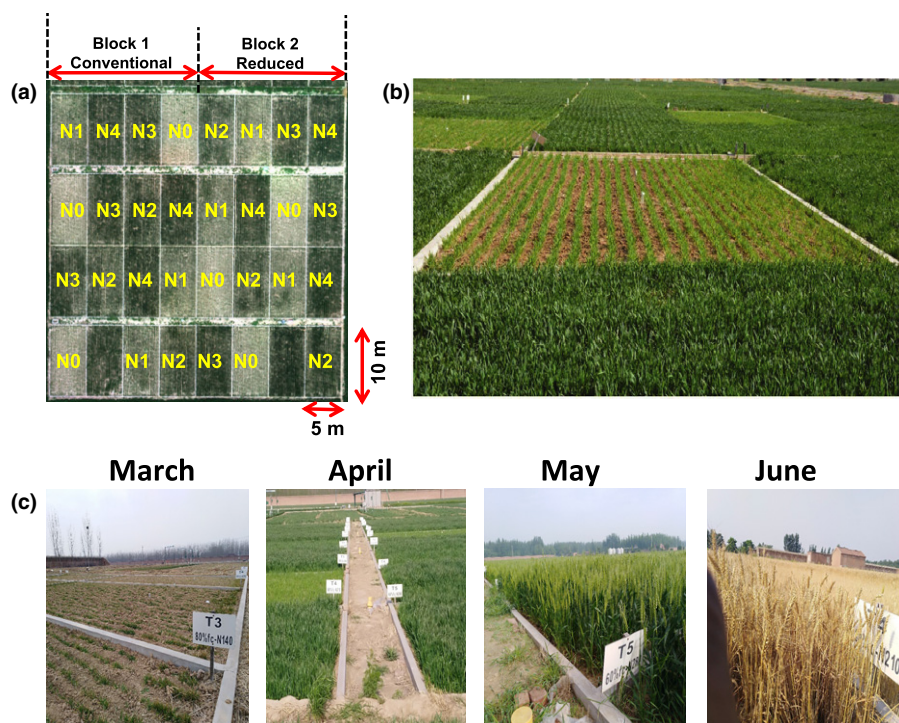 Block 1
Conventional
Block 2
Reduced
(a)
N1 N4 N3 N0 N2 N1 N3 N4
N0 N3 N2 N4 N1 N4 N0 N3
N3 N2 N4 N1 N0 N2 N1 N4
N0 N1 N2 N3 N0 N2
10 m
5 m
(b)
March
April
May
June
(c)
T3
60%fc-N140
T5